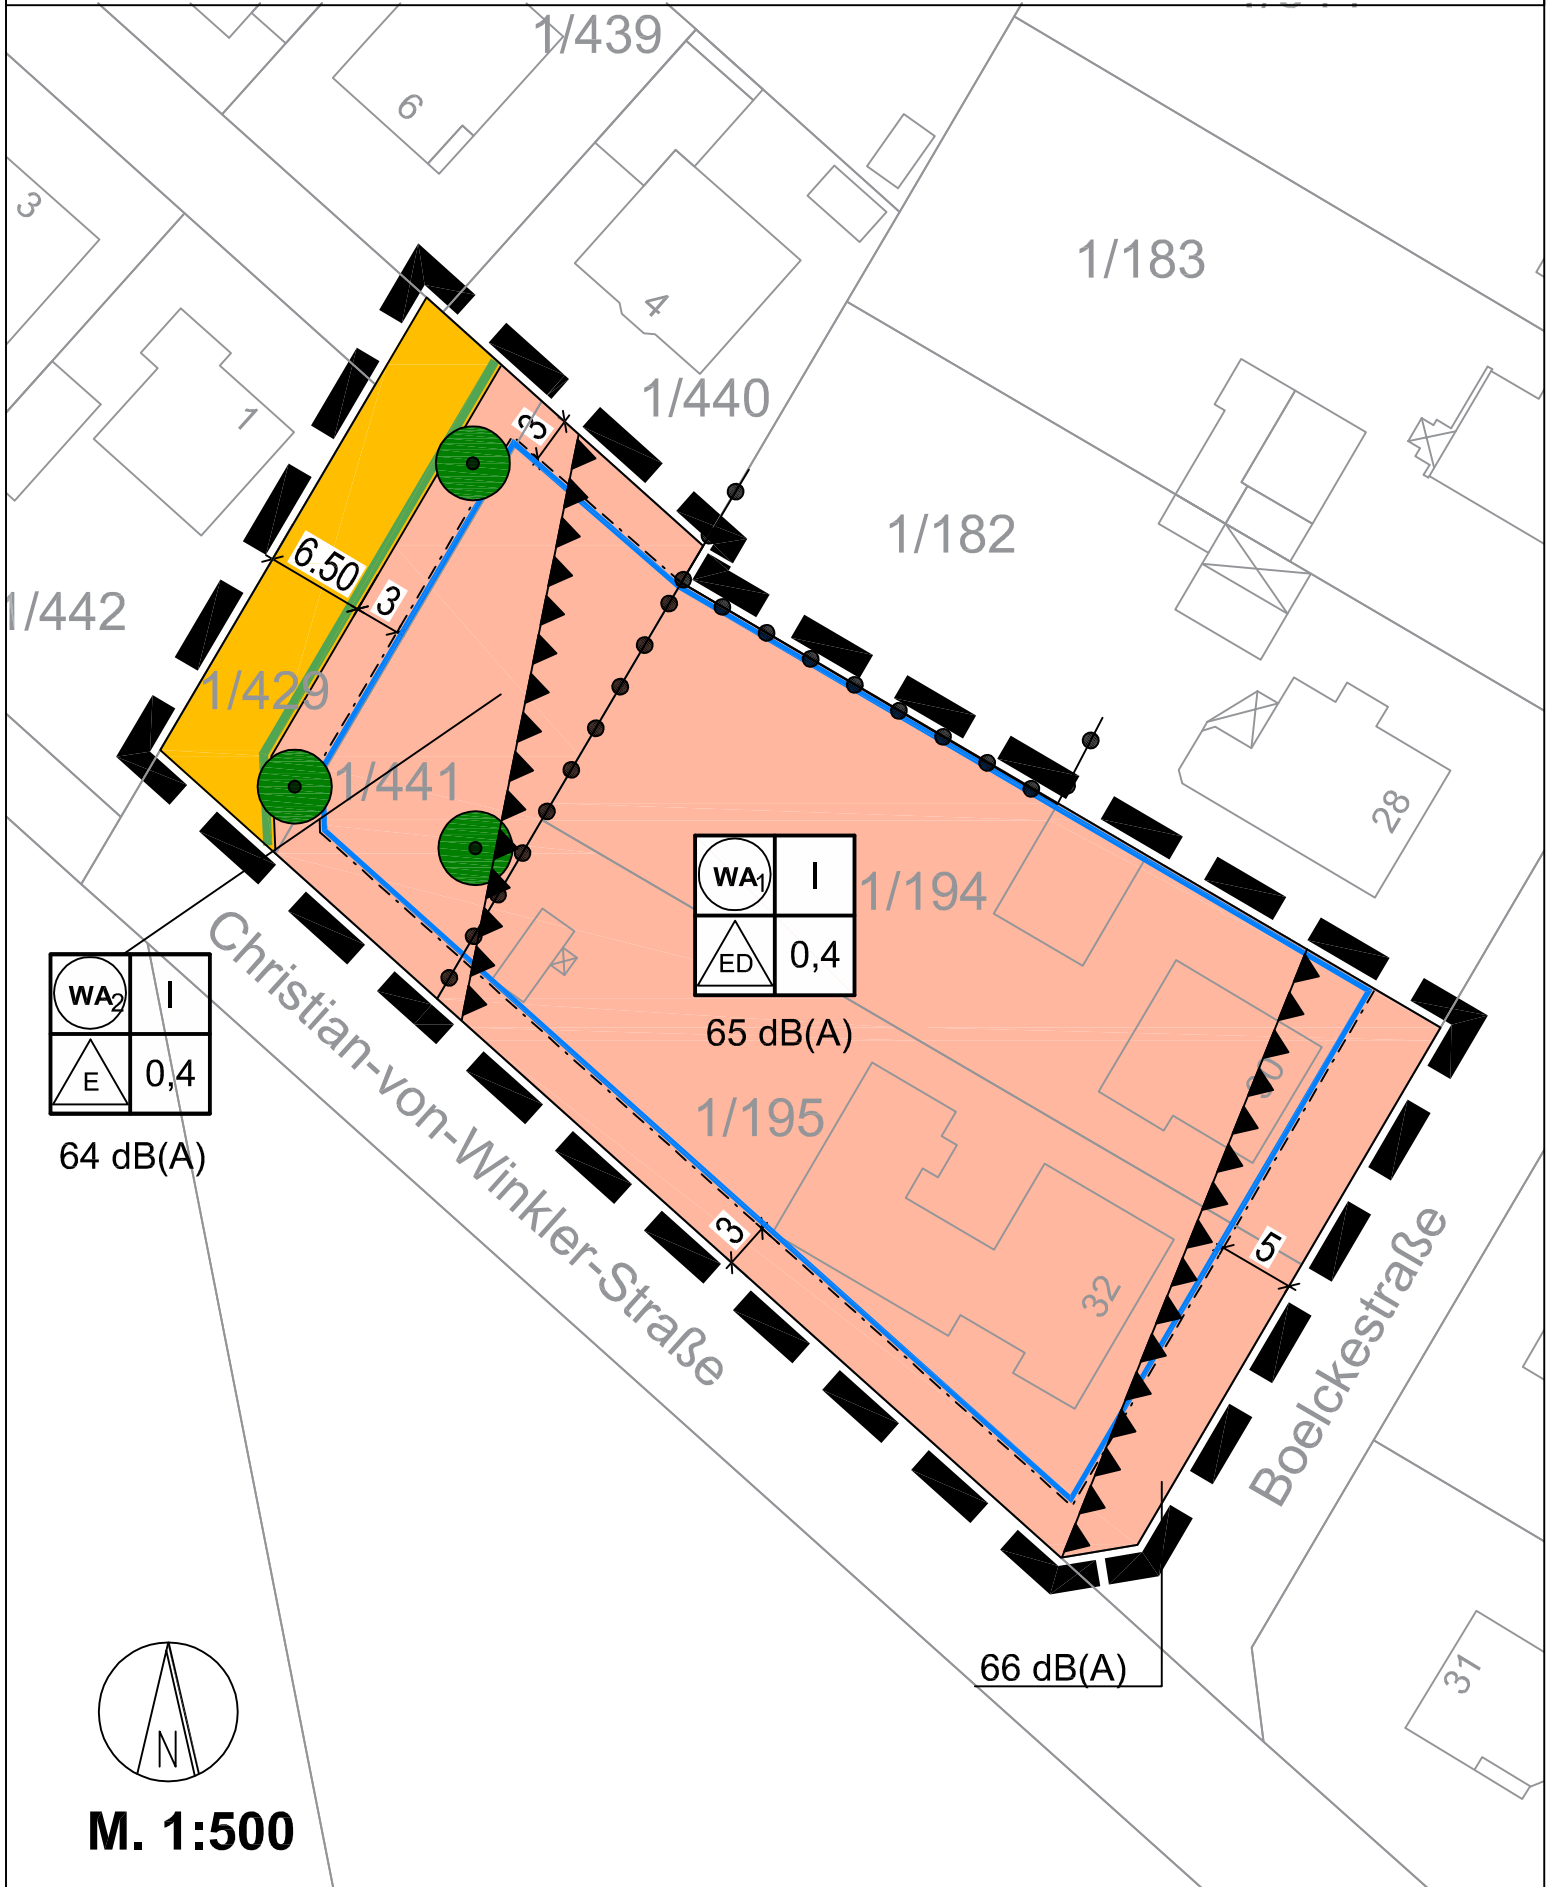 1/439
6
3
4
1/183
1
1/440
3
1/182
6.50
3
1/442
1/429
1/441
28
WA1 I
1/194
ED 0,4
65 dB(A)
Christian-von-Winkler-Straße
WA2 I
E 0,4
64 dB(A)
1/195
3
32
5
Boelckestraße
66 dB(A)
31
N
M. 1:500